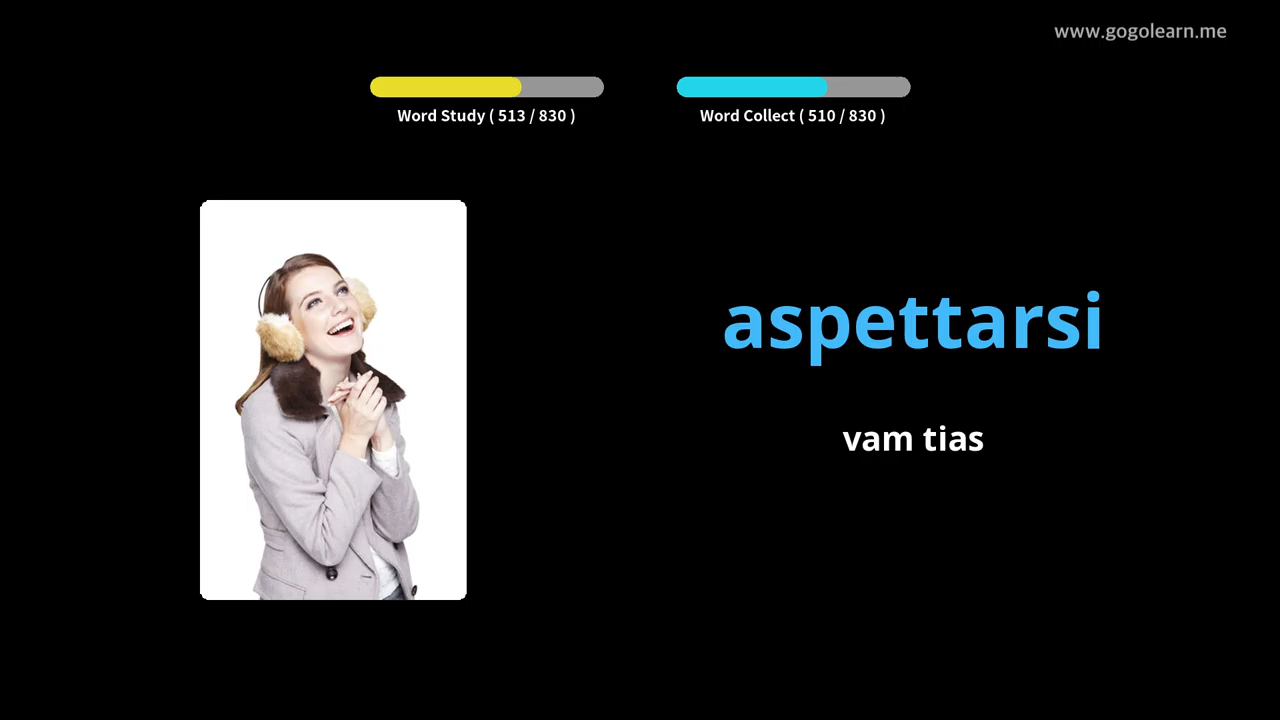 www.gogolearn.me
Word Study ( 513 / 830 )
Word Collect ( 510 / 830 )
aspettarsi
vam tias